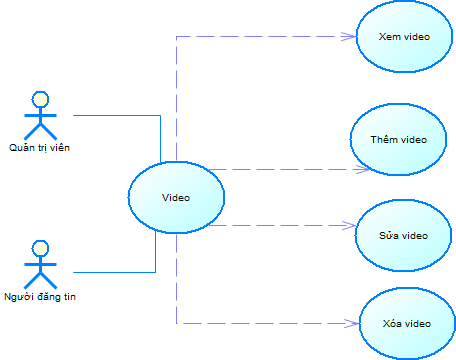 Xem video
Thêm video
Quản trị viên
Video
Sửa video
Người đăng tin
Xóa video